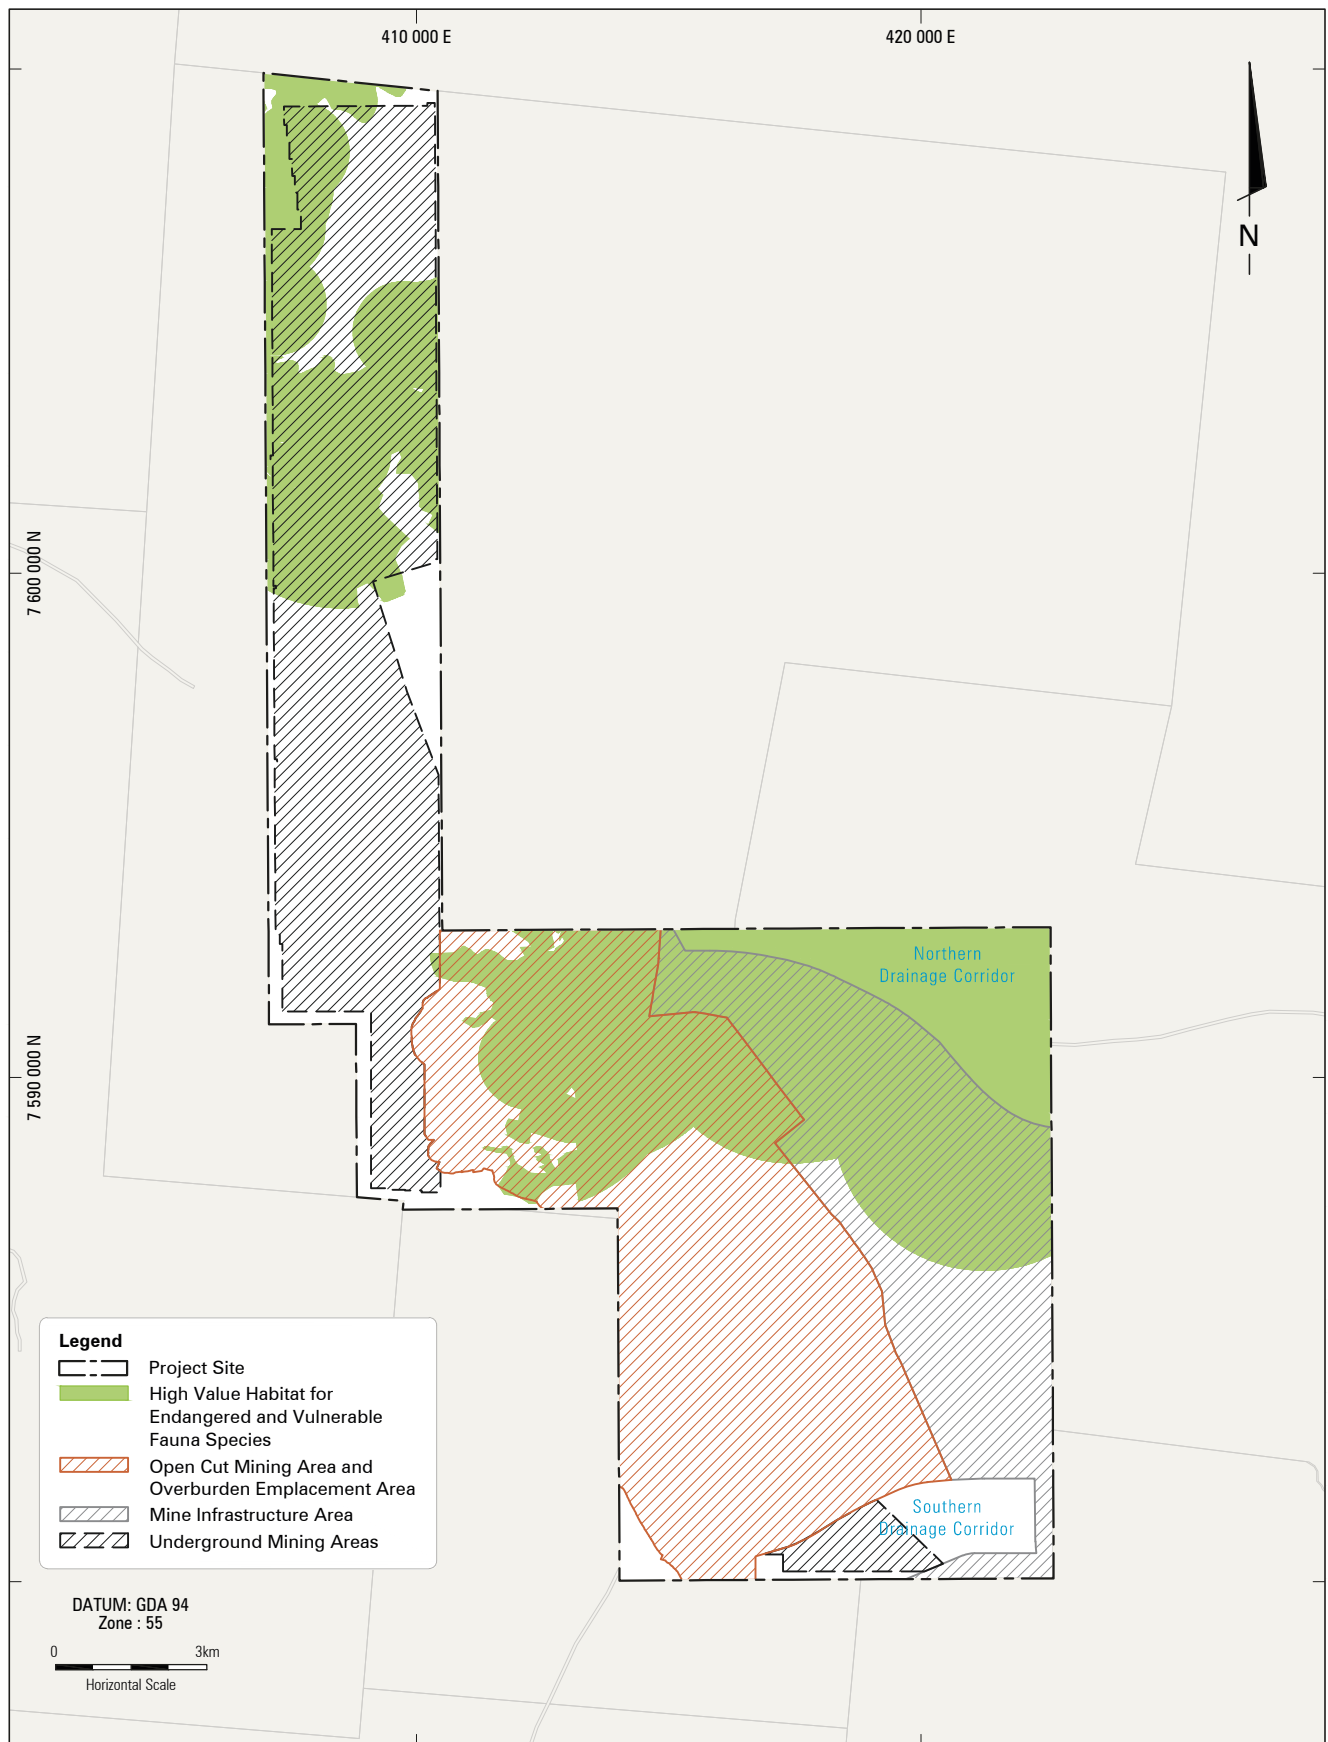 410 000 E
420 000 E
N
7 600 000 N
Northern
Drainage Corridor
7 590 000 N
Legend
Project Site
High Value Habitat for
Endangered and Vulnerable
Fauna Species
Open Cut Mining Area and
Overburden Emplacement Area
Mine Infrastructure Area
Underground Mining Areas
Southern
Drainage Corridor
DATUM: GDA 94
Zone : 55
0 3km
Horizontal Scale